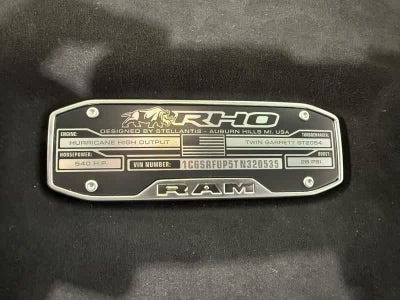 RHO
DESIGNED BY STELLANTIS - AUBURN HILLS MI. USA
ENGINE: TURBOCHARGER:
HURRICANE HIGH OUTPUT TWIN GARRETT GT2054
HORSEPOWER: BOOST:
540 H.P. VIN NUMBER: 1C6SRFUP5TN320535 26 PSI
RAM